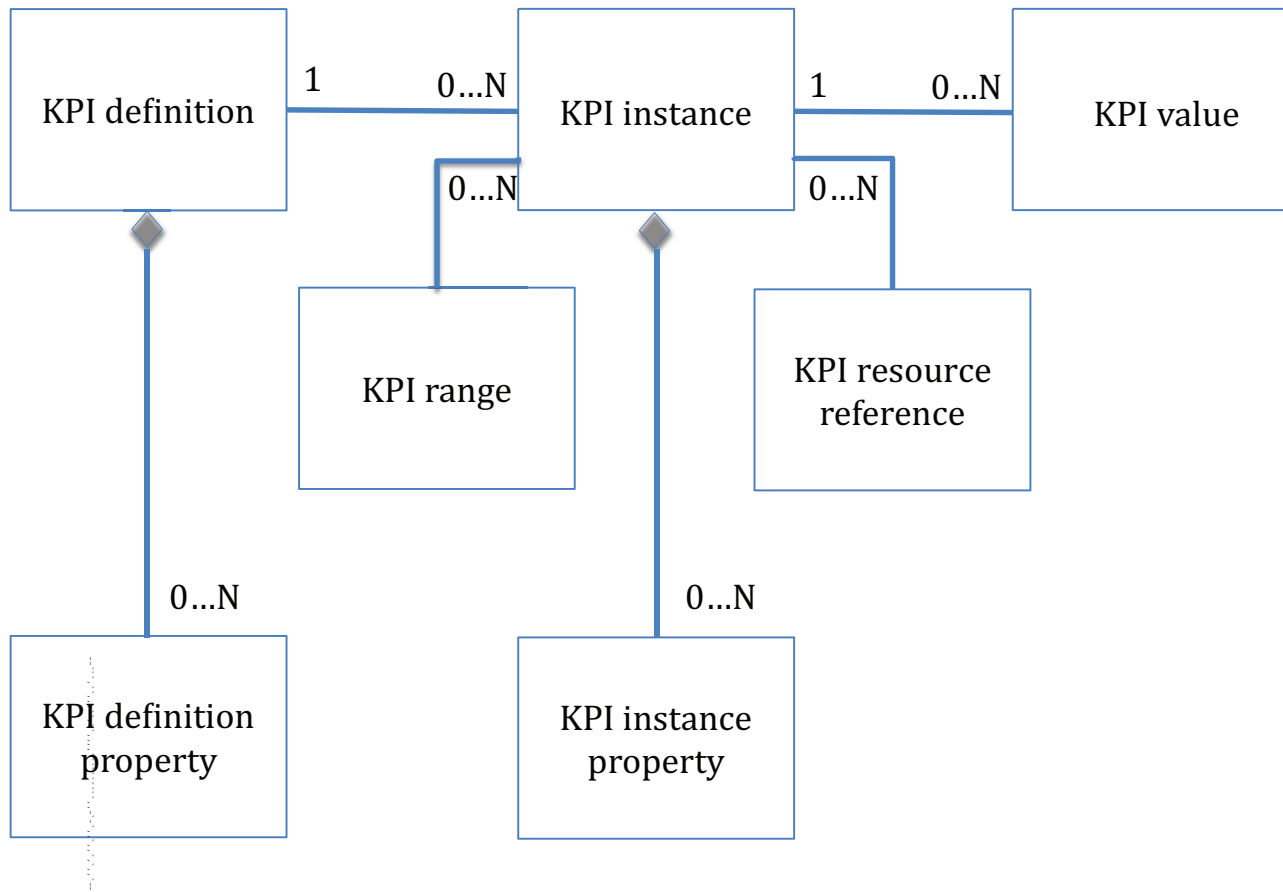 1
0...N
1
0...N
KPI definition
KPI instance
KPI value
0...N
0...N
KPI range
KPI resource
reference
0...N
0...N
KPI definition
property
KPI instance
property